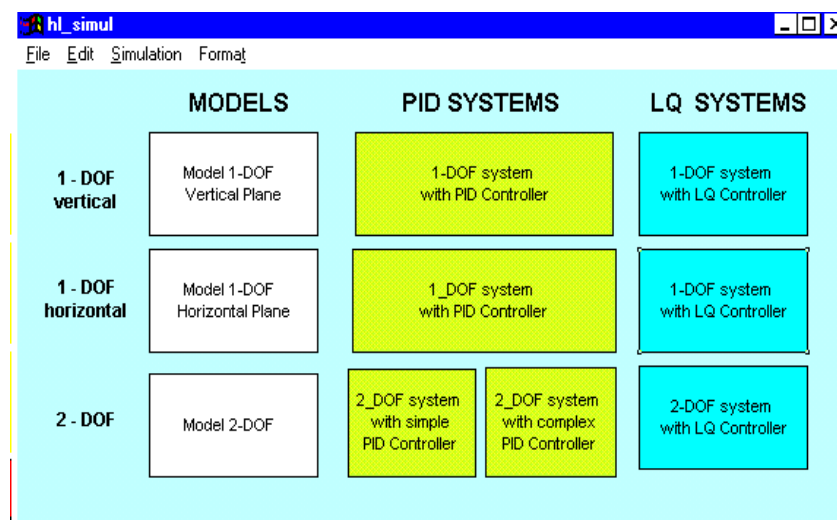 hl_simul
File Edit Simulation Format
MODELS PID SYSTEMS LQ SYSTEMS
1 - DOF
vertical
Model 1-DOF
Vertical Plane
1-DOF system
with PID Controller
1-DOF system
with LQ Controller
1 - DOF
horizontal
Model 1-DOF
Horizontal Plane
1_DOF system
with PID Controller
1-DOF system
with LQ Controller
2 - DOF
Model 2-DOF
2_DOF system
with simple
PID Controller
2_DOF system
with complex
PID Controller
2-DOF system
with LQ Controller